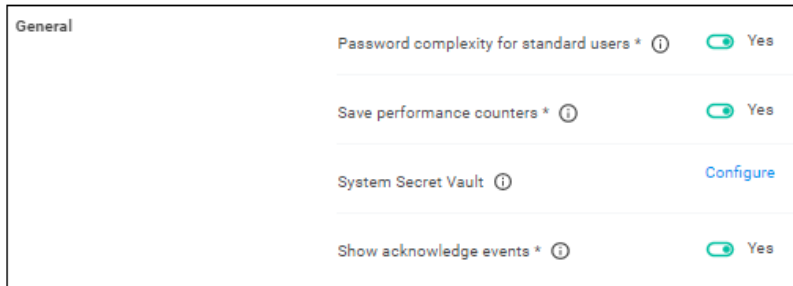 General
Password complexity for standard users * Yes
Save performance counters * Yes
System Secret Vault Configure
Show acknowledge events * Yes